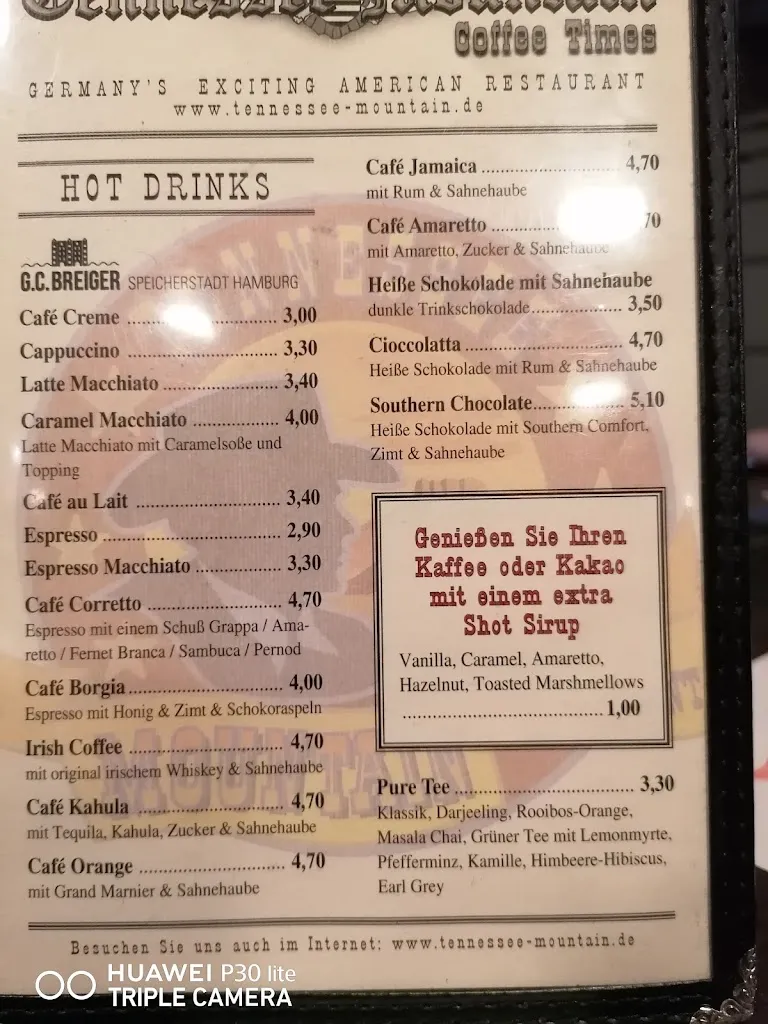 Tennessee Mountain
Coffee Times
GERMANY'S EXCITING AMERICAN RESTAURANT
www.tennessee-mountain.de
HOT DRINKS
G.C. BREIGER SPEICHERSTADT HAMBURG
Café Creme ........................... 3,00
Cappuccino ........................... 3,30
Latte Macchiato ..................... 3,40
Caramel Macchiato ................ 4,00
Latte Macchiato mit Caramelsoße und
Topping
Café au Lait .......................... 3,40
Espresso ................................ 2,90
Espresso Macchiato ............... 3,30
Café Corretto ........................ 4,70
Espresso mit einem Schuß Grappa / Ama-
retto / Fernet Branca / Sambuca / Pernod
Café Borgia ............................ 4,00
Espresso mit Honig & Zimt & Schokoraspeln
Irish Coffee ........................... 4,70
mit original irischem Whiskey & Sahnehaube
Café Kahula .......................... 4,70
mit Tequila, Kahula, Zucker & Sahnehaube
Café Orange .......................... 4,70
mit Grand Marnier & Sahnehaube
Café Jamaica ......................... 4,70
mit Rum & Sahnehaube
Café Amaretto ........ 70
mit Amaretto, Zucker & Sahnehaube
Heiße Schokolade mit Sahnehaube
dunkle Trinkschokolade .................. 3,50
Cioccolatta ............................. 4,70
Heiße Schokolade mit Rum & Sahnehaube
Southern Chocolate ................. 5,10
Heiße Schokolade mit Southern Comfort,
Zimt & Sahnehaube
Genießen Sie Ihren
Kaffee oder Kakao
mit einem extra
Shot Sirup
Vanilla, Caramel, Amaretto,
Hazelnut, Toasted Marshmellows
........................................ 1,00
Pure Tee ................................. 3,30
Klassik, Darjeeling, Rooibos-Orange,
Masala Chai, Grüner Tee mit Lemonmyrte,
Pfefferminz, Kamille, Himbeere-Hibiscus,
Earl Grey
Besuchen Sie uns auch im Internet: www.tennessee-mountain.de
HUAWEI P30 lite
TRIPLE CAMERA